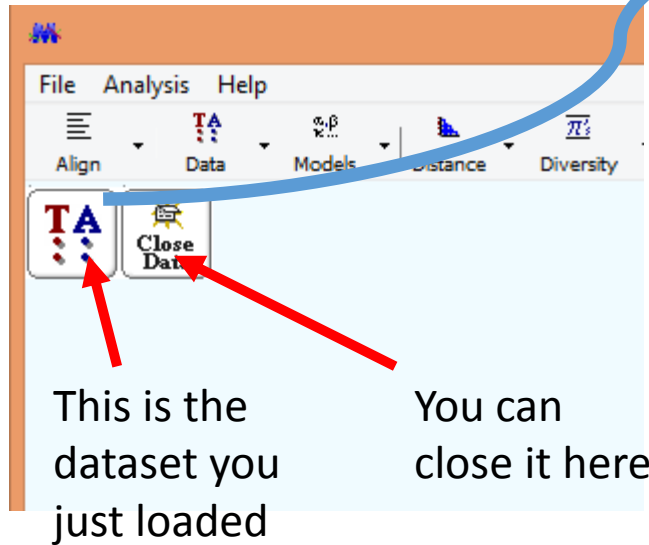 File Analysis Help
Align Data Models Distance Diversity
TA
Close
Data
This is the
dataset you
just loaded
You can
close it here